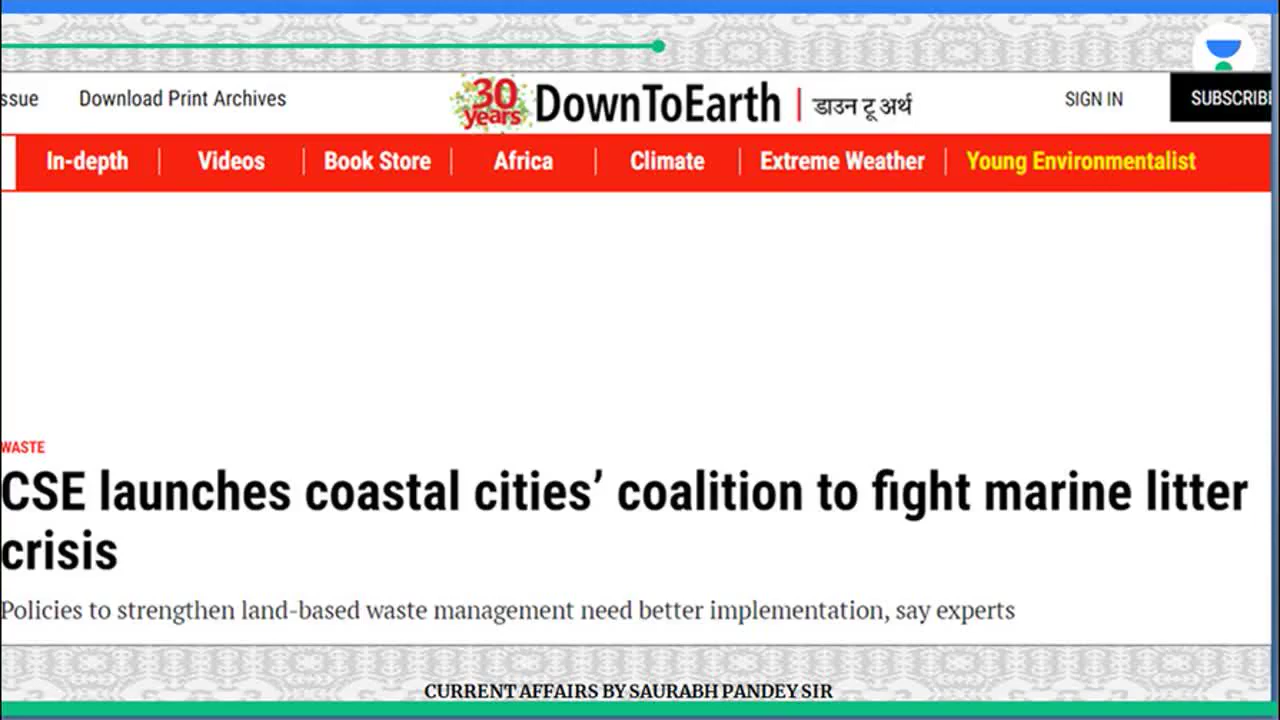 ssue Download Print Archives 30 years DownToEarth | डाउन टू अर्थ SIGN IN SUBSCRIBE
In-depth Videos Book Store Africa Climate Extreme Weather Young Environmentalist
WASTE
CSE launches coastal cities’ coalition to fight marine litter
crisis
Policies to strengthen land-based waste management need better implementation, say experts
CURRENT AFFAIRS BY SAURABH PANDEY SIR